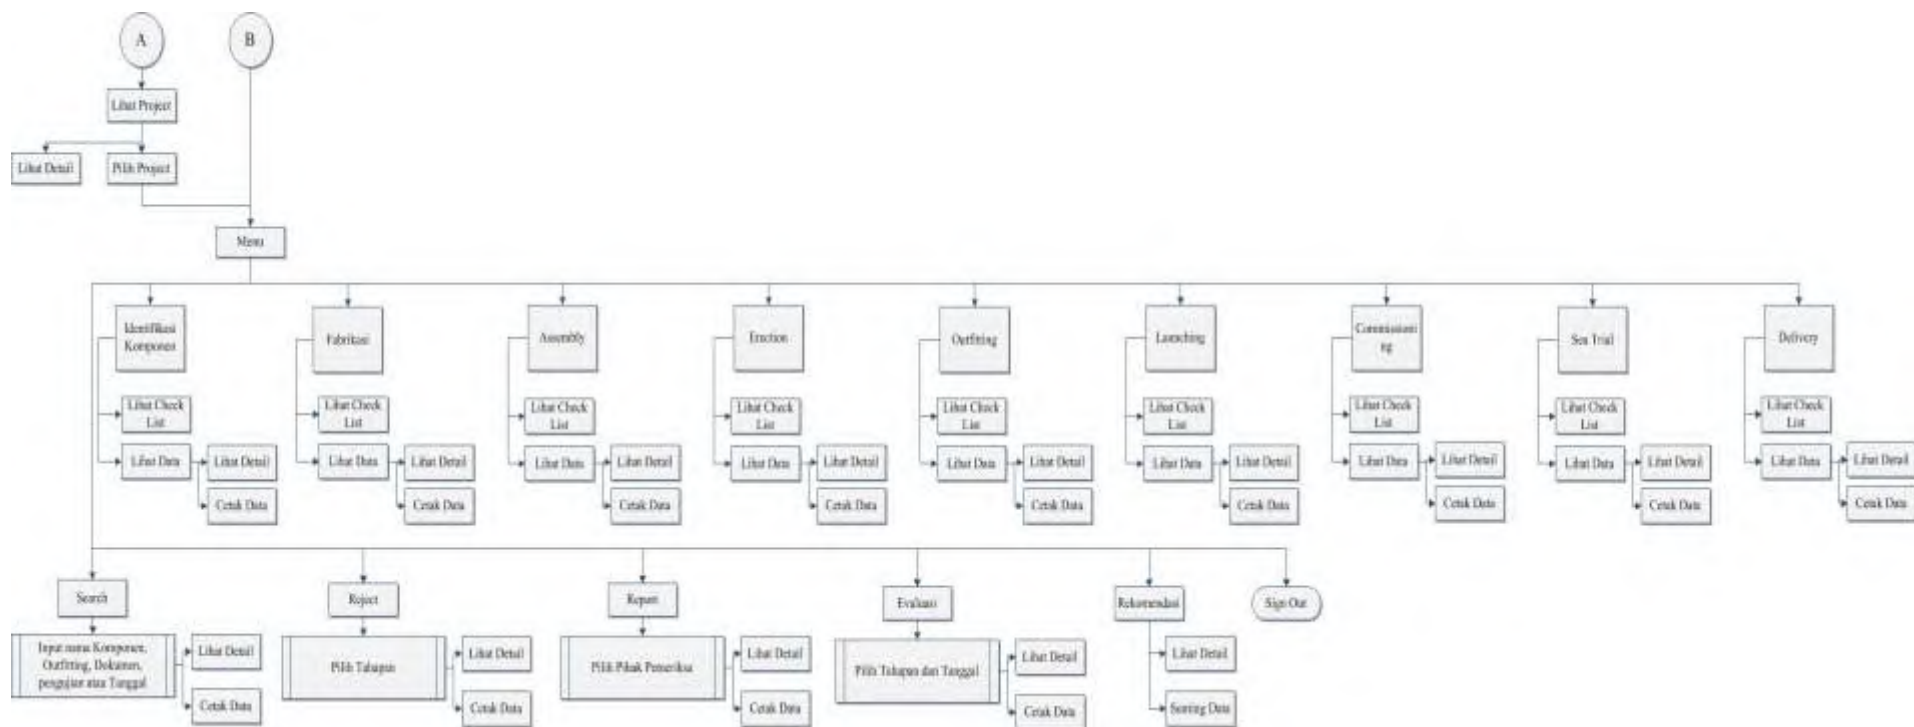 A
B
Lihat Project
Lihat Detail
Pilih Project
Menu
Identifikasi
Komponen
Fabrikasi
Assembly
Erection
Outfitting
Launching
Commissioni
ng
Sea Trial
Delivery
Lihat Check
List
Lihat Check
List
Lihat Check
List
Lihat Check
List
Lihat Check
List
Lihat Check
List
Lihat Check
List
Lihat Check
List
Lihat Check
List
Lihat Data
Lihat Detail
Lihat Data
Lihat Detail
Lihat Data
Lihat Detail
Lihat Data
Lihat Detail
Lihat Data
Lihat Detail
Lihat Data
Lihat Detail
Lihat Data
Lihat Detail
Lihat Data
Lihat Detail
Lihat Data
Lihat Detail
Cetak Data
Cetak Data
Cetak Data
Cetak Data
Cetak Data
Cetak Data
Cetak Data
Cetak Data
Cetak Data
Search
Reject
Evaluasi
Rekomendasi
Sign Out
Input nama Komponen,
Outfitting, Dokumen,
pengujian atau Tanggal
Lihat Detail
Cetak Data
Pilih Tahapan
Lihat Detail
Cetak Data
Pilih Pihak Pemeriksa
Lihat Detail
Cetak Data
Pilih Tahapan dan Tanggal
Lihat Detail
Cetak Data
Lihat Detail
Sorting Data